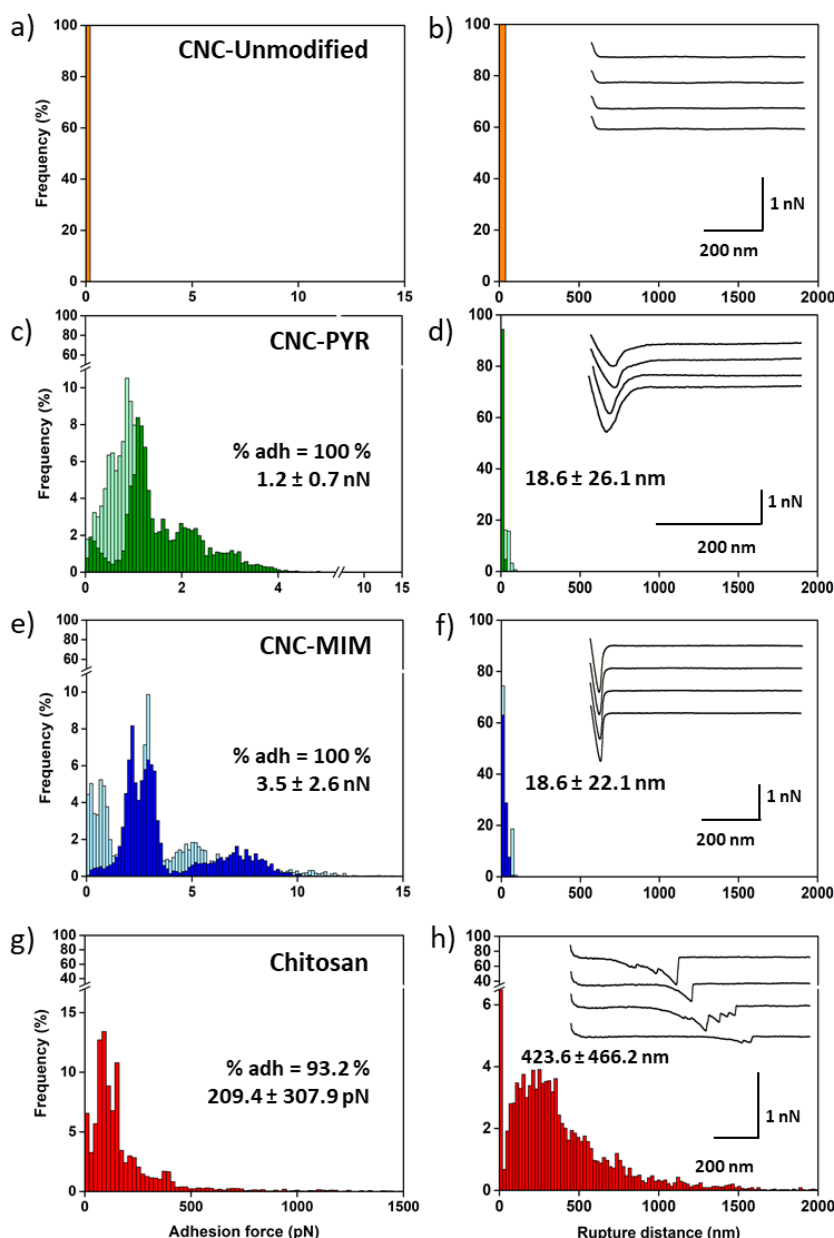 a)
CNC-Unmodified
100
80
60
40
20
0
Frequency (%)
0 5 10 15
b)
100
80
60
40
20
0
1 nN
200 nm
0 500 1000 1500 2000
c)
CNC-PYR
100
80
60
40
10
8
6
4
2
0
Frequency (%)
% adh = 100 %
1.2 ± 0.7 nN
0 2 4 10 15
d)
100
80
60
40
20
0
18.6 ± 26.1 nm
1 nN
200 nm
0 500 1000 1500 2000
e)
CNC-MIM
100
80
60
40
10
8
6
4
2
0
Frequency (%)
% adh = 100 %
3.5 ± 2.6 nN
0 5 10 15
f)
100
80
60
40
20
0
18.6 ± 22.1 nm
1 nN
200 nm
0 500 1000 1500 2000
g)
Chitosan
100
80
60
40
15
10
5
0
Frequency (%)
% adh = 93.2 %
209.4 ± 307.9 pN
0 500 1000 1500
Adhesion force (pN)
h)
100
80
60
40
6
4
2
0
423.6 ± 466.2 nm
1 nN
200 nm
0 500 1000 1500 2000
Rupture distance (nm)